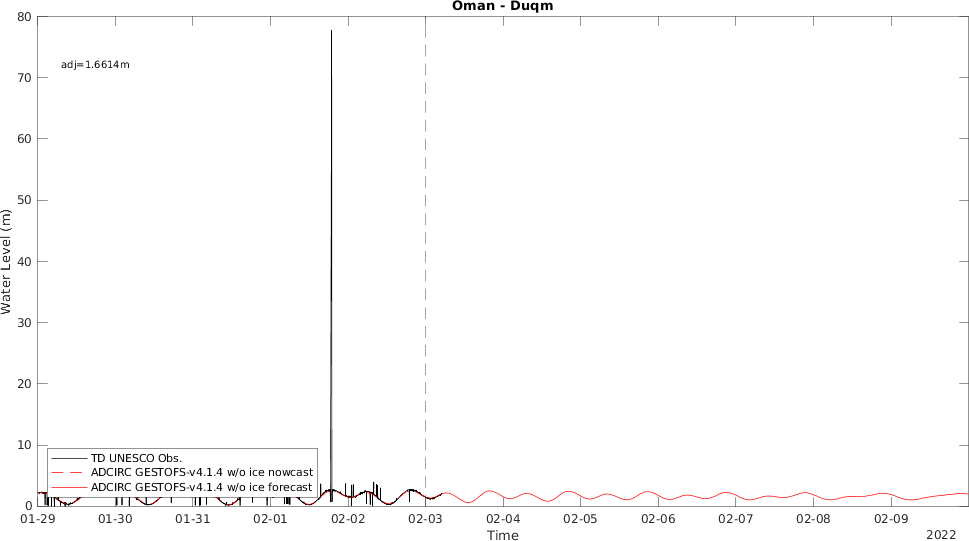 Oman - Duqm
80
adj=1.6614m
70
60
50
40
30
20
10
0
Water Level (m)
TD UNESCO Obs.
ADCIRC GESTOFS-v4.1.4 w/o ice nowcast
ADCIRC GESTOFS-v4.1.4 w/o ice forecast
01-29 01-30 01-31 02-01 02-02 02-03 02-04 02-05 02-06 02-07 02-08 02-09
Time
2022